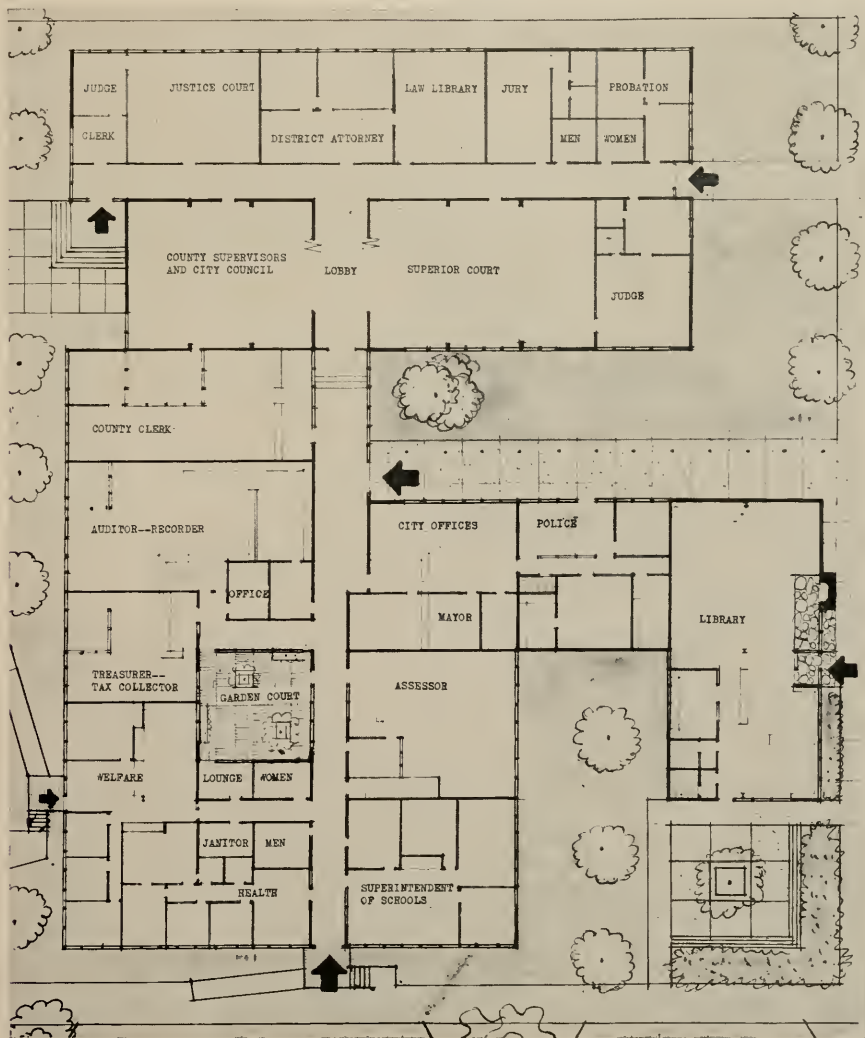 JUDGE
JUSTICE COURT
LAW LIBRARY
JURY
PROBATION
CLERK
DISTRICT ATTORNEY
MEN
WOMEN
COUNTY SUPERVISORS
AND CITY COUNCIL
LOBBY
SUPERIOR COURT
JUDGE
COUNTY CLERK
AUDITOR--RECORDER
CITY OFFICES
POLICE
OFFICE
MAYOR
LIBRARY
TREASURER--
TAX COLLECTOR
GARDEN COURT
ASSESSOR
WELFARE
LOUNGE
WOMEN
JANITOR
MEN
HEALTH
SUPERINTENDENT
OF SCHOOLS